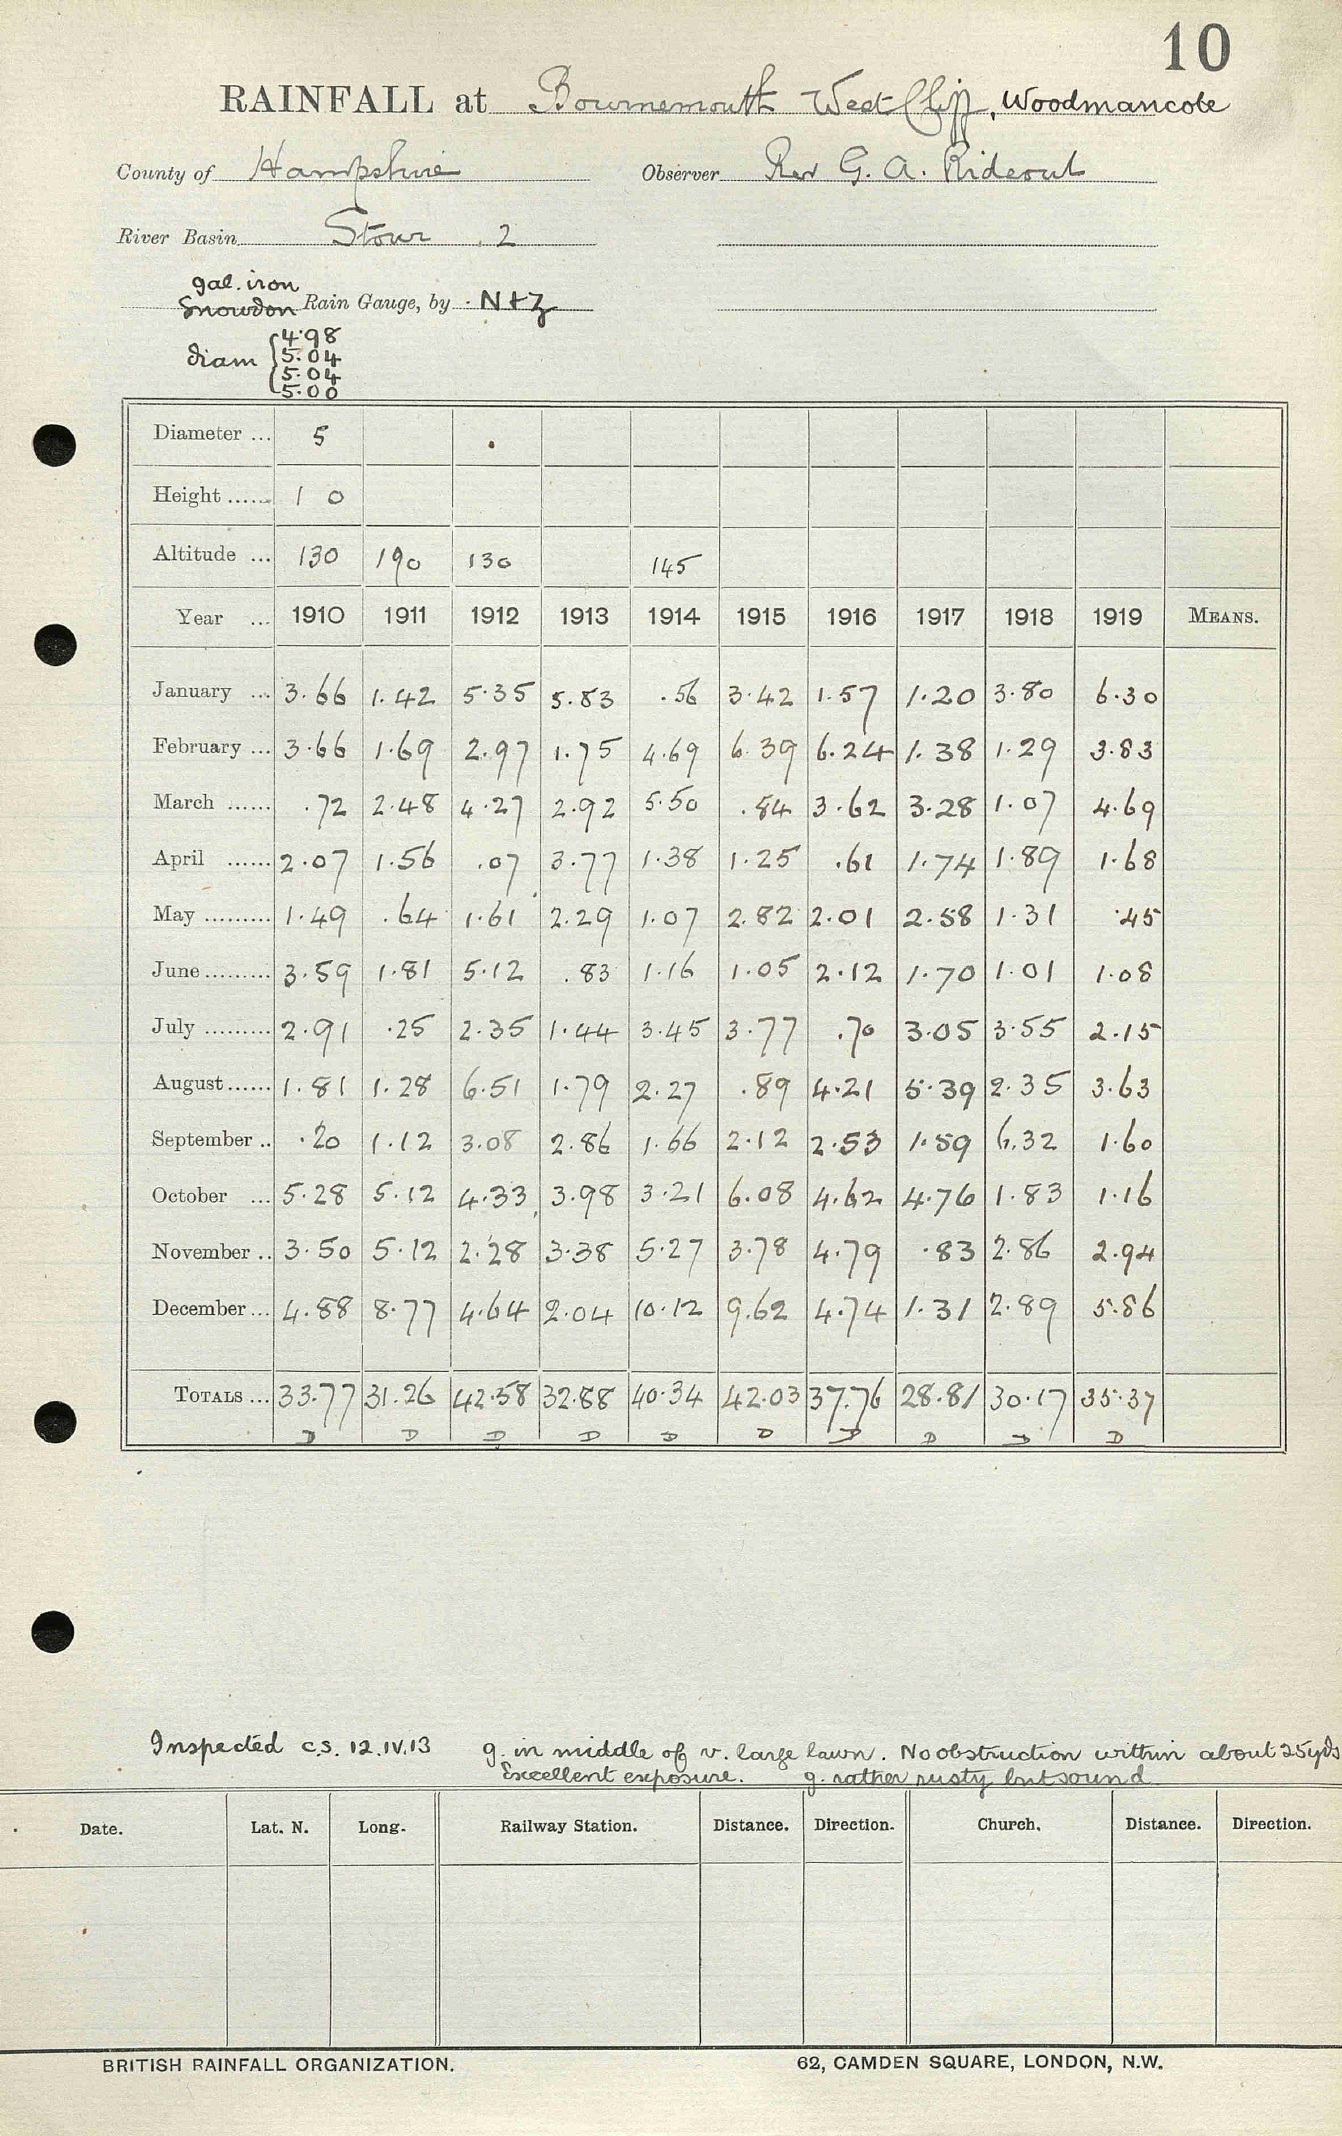 10
RAINFALL at Bournemouth West Cliff, Woodmancote
County of Hampshire Observer Rev G. A. Rideout
River Basin Stour . 2
gal. iron
Snowdon Rain Gauge, by N+Z
diam { 4.98
5.04
5.04
5.00
Diameter ... 5
Height ...... 1 0
Altitude ... 130 190 130 145
Year ... 1910 1911 1912 1913 1914 1915 1916 1917 1918 1919 MEANS.
January ... 3.66 1.42 5.35 5.83 .56 3.42 1.57 1.20 3.80 6.30
February ... 3.66 1.69 2.97 1.75 4.69 6.39 6.24 1.38 1.29 3.83
March ...... .72 2.48 4.27 2.92 5.50 .84 3.62 3.28 1.07 4.69
April ...... 2.07 1.56 .07 3.77 1.38 1.25 .61 1.74 1.89 1.68
May ......... 1.49 .64 1.61 2.29 1.07 2.82 2.01 2.58 1.31 .45
June ......... 3.59 1.81 5.12 .83 1.16 1.05 2.12 1.70 1.01 1.08
July ......... 2.91 .25 2.35 1.44 3.45 3.77 .70 3.05 3.55 2.15
August ...... 1.81 1.28 6.51 1.79 2.27 .89 4.21 5.39 2.35 3.63
September .. .20 1.12 3.08 2.86 1.66 2.12 2.53 1.59 6.32 1.60
October ... 5.28 5.12 4.33 3.98 3.21 6.08 4.62 4.76 1.83 1.16
November .. 3.50 5.12 2.28 3.38 5.27 3.78 4.79 .83 2.86 2.94
December ... 4.88 8.77 4.64 2.04 10.12 9.62 4.74 1.31 2.89 5.86
TOTALS ... 33.77 31.26 42.58 32.88 40.34 42.03 37.76 28.81 30.17 35.37
D D D D D D D D D D
Inspected C.S. 12.IV.13 g. in middle of v. large lawn. No obstruction within about 25yds
Excellent exposure. g. rather rusty but sound
Date. Lat. N. Long. Railway Station. Distance. Direction. Church. Distance. Direction.
BRITISH RAINFALL ORGANIZATION. 62, CAMDEN SQUARE, LONDON, N.W.